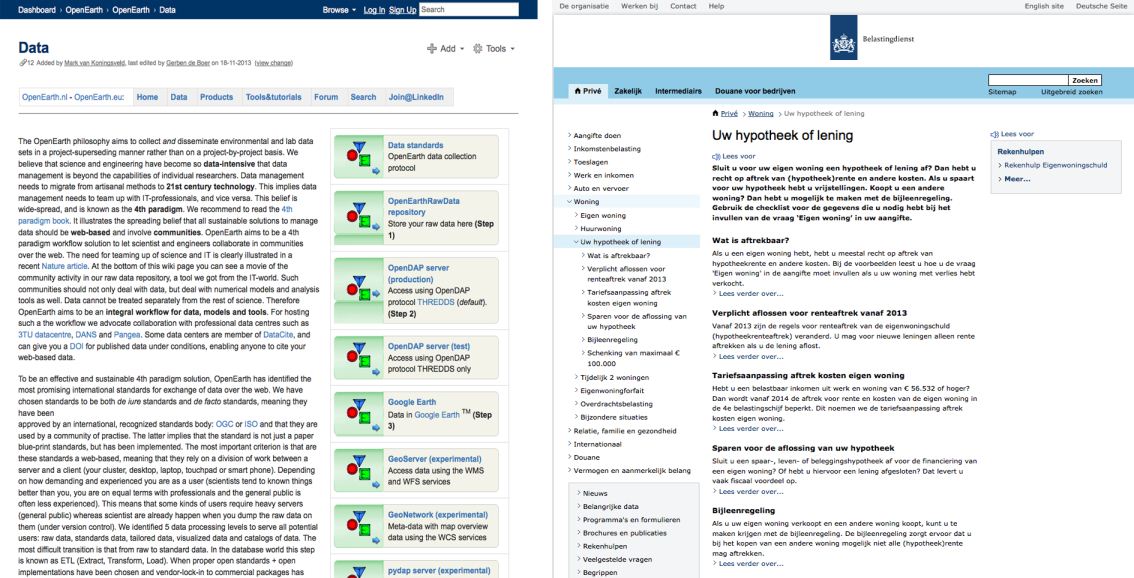 Dashboard › OpenEarth › OpenEarth › Data
Browse Log In Sign Up Search
Data
Add Tools
12 Added by Mark van Koningsveld, last edited by Gerben de Boer on 18-11-2013 (view change)
OpenEarth.nl - OpenEarth.eu: Home Data Products Tools&tutorials Forum Search Join@LinkedIn
The OpenEarth philosophy aims to collect and disseminate environmental and lab data
sets in a project-superseding manner rather than on a project-by-project basis. We
believe that science and engineering have become so data-intensive that data
management is beyond the capabilities of individual researchers. Data management
needs to migrate from artisanal methods to 21st century technology. This implies data
management needs to team up with IT-professionals, and vice versa. This belief is
wide-spread, and is known as the 4th paradigm. We recommend to read the 4th
paradigm book. It illustrates the spreading belief that all sustainable solutions to manage
data should be web-based and involve communities. OpenEarth aims to be a 4th
paradigm workflow solution to let scientist and engineers collaborate in communities
over the web. The need for teaming up of science and IT is clearly illustrated in a
recent Nature article. At the bottom of this wiki page you can see a movie of the
community activity in our raw data repository, a tool we got from the IT-world. Such
communities should not only deal with data, but deal with numerical models and analysis
tools as well. Data cannot be treated separately from the rest of science. Therefore
OpenEarth aims to be an integral workflow for data, models and tools. For hosting
such a the workflow we advocate collaboration with professional data centres such as
3TU datacentre, DANS and Pangea. Some data centers are member of DataCite, and
can give you a DOI for published data under conditions, enabling anyone to cite your
web-based data.
To be an effective and sustainable 4th paradigm solution, OpenEarth has identified the
most promising international standards for exchange of data over the web. We have
chosen standards to be both de iure standards and de facto standards, meaning they
have been
approved by an international, recognized standards body: OGC or ISO and that they are
used by a community of practise. The latter implies that the standard is not just a paper
blue-print standards, but has been implemented. The most important criterion is that are
these standards a web-based, meaning that they rely on a division of work between a
server and a client (your cluster, desktop, laptop, touchpad or smart phone). Depending
on how demanding and experienced you are as a user (scientists tend to known things
better than you, you are on equal terms with professionals and the general public is
often less experienced). This means that some kinds of users require heavy servers
(general public) whereas scientist are already happen when you dump the raw data on
them (under version control). We identified 5 data processing levels to serve all potential
users: raw data, standards data, tailored data, visualized data and catalogs of data. The
most difficult transition is that from raw to standard data. In the database world this step
is known as ETL (Extract, Transform, Load). When proper open standards + open
implementations have been chosen and vendor-lock-in to commercial packages has
Data standards
OpenEarth data collection
protocol
OpenEarthRawData
repository
Store your raw data here (Step
1)
OpenDAP server
(production)
Access using OpenDAP
protocol THREDDS (default).
(Step 2)
OpenDAP server (test)
Access using OpenDAP
protocol THREDDS only
Google Earth
Data in Google Earth TM (Step
3)
GeoServer (experimental)
Access data using the WMS
and WFS services
GeoNetwork (experimental)
Meta-data with map overview
data using the WCS services
pydap server (experimental)
De organisatie Werken bij Contact Help English site Deutsche Seite
Belastingdienst
Zoeken
Sitemap Uitgebreid zoeken
Privé Zakelijk Intermediairs Douane voor bedrijven
Privé > Woning > Uw hypotheek of lening
Aangifte doen
Inkomstenbelasting
Toeslagen
Werk en inkomen
Auto en vervoer
Woning
Eigen woning
Huurwoning
Uw hypotheek of lening
Wat is aftrekbaar?
Verplicht aflossen voor
renteaftrek vanaf 2013
Tariefsaanpassing aftrek
kosten eigen woning
Sparen voor de aflossing van
uw hypotheek
Bijleenregeling
Schenking van maximaal €
100.000
Tijdelijk 2 woningen
Eigenwoningforfait
Overdrachtsbelasting
Bijzondere situaties
Relatie, familie en gezondheid
Internationaal
Douane
Vermogen en aanmerkelijk belang
Nieuws
Belangrijke data
Programma's en formulieren
Brochures en publicaties
Rekenhulpen
Veelgestelde vragen
Begrippen
Uw hypotheek of lening
Lees voor
Sluit u voor uw eigen woning een hypotheek of lening af? Dan hebt u
recht op aftrek van (hypotheek)rente en andere kosten. Als u spaart
voor uw hypotheek hebt u vrijstellingen. Koopt u een andere
woning? Dan hebt u mogelijk te maken met de bijleenregeling.
Gebruik de checklist voor de gegevens die u nodig hebt bij het
invullen van de vraag 'Eigen woning' in uw aangifte.
Wat is aftrekbaar?
Als u een eigen woning hebt, hebt u meestal recht op aftrek van
hypotheekrente en andere kosten. Bij de voorbeelden leest u hoe u de vraag
'Eigen woning' in de aangifte moet invullen als u uw woning met verlies hebt
verkocht.
Lees verder over...
Verplicht aflossen voor renteaftrek vanaf 2013
Vanaf 2013 zijn de regels voor renteaftrek van de eigenwoningschuld
(hypotheekrenteaftrek) veranderd. U mag voor nieuwe leningen alleen rente
aftrekken als u de lening aflost.
Lees verder over...
Tariefsaanpassing aftrek kosten eigen woning
Hebt u een belastbaar inkomen uit werk en woning van € 56.532 of hoger?
Dan wordt vanaf 2014 de aftrek voor rente en kosten van de eigen woning in
de 4e belastingschijf beperkt. Dit noemen we de tariefsaanpassing aftrek
kosten eigen woning.
Lees verder over...
Sparen voor de aflossing van uw hypotheek
Sluit u een spaar-, leven- of beleggingshypotheek af voor de financiering van
een eigen woning? Of hebt u hiervoor een lening afgesloten? Dat levert u
vaak fiscaal voordeel op.
Lees verder over...
Bijleenregeling
Als u uw eigen woning verkoopt en een andere woning koopt, kunt u te
maken krijgen met de bijleenregeling. De bijleenregeling zorgt ervoor dat u
bij het kopen van een andere woning mogelijk niet alle (hypotheek)rente
mag aftrekken.
Lees verder over...
Lees voor
Rekenhulpen
Rekenhulp Eigenwoningschuld
Meer...